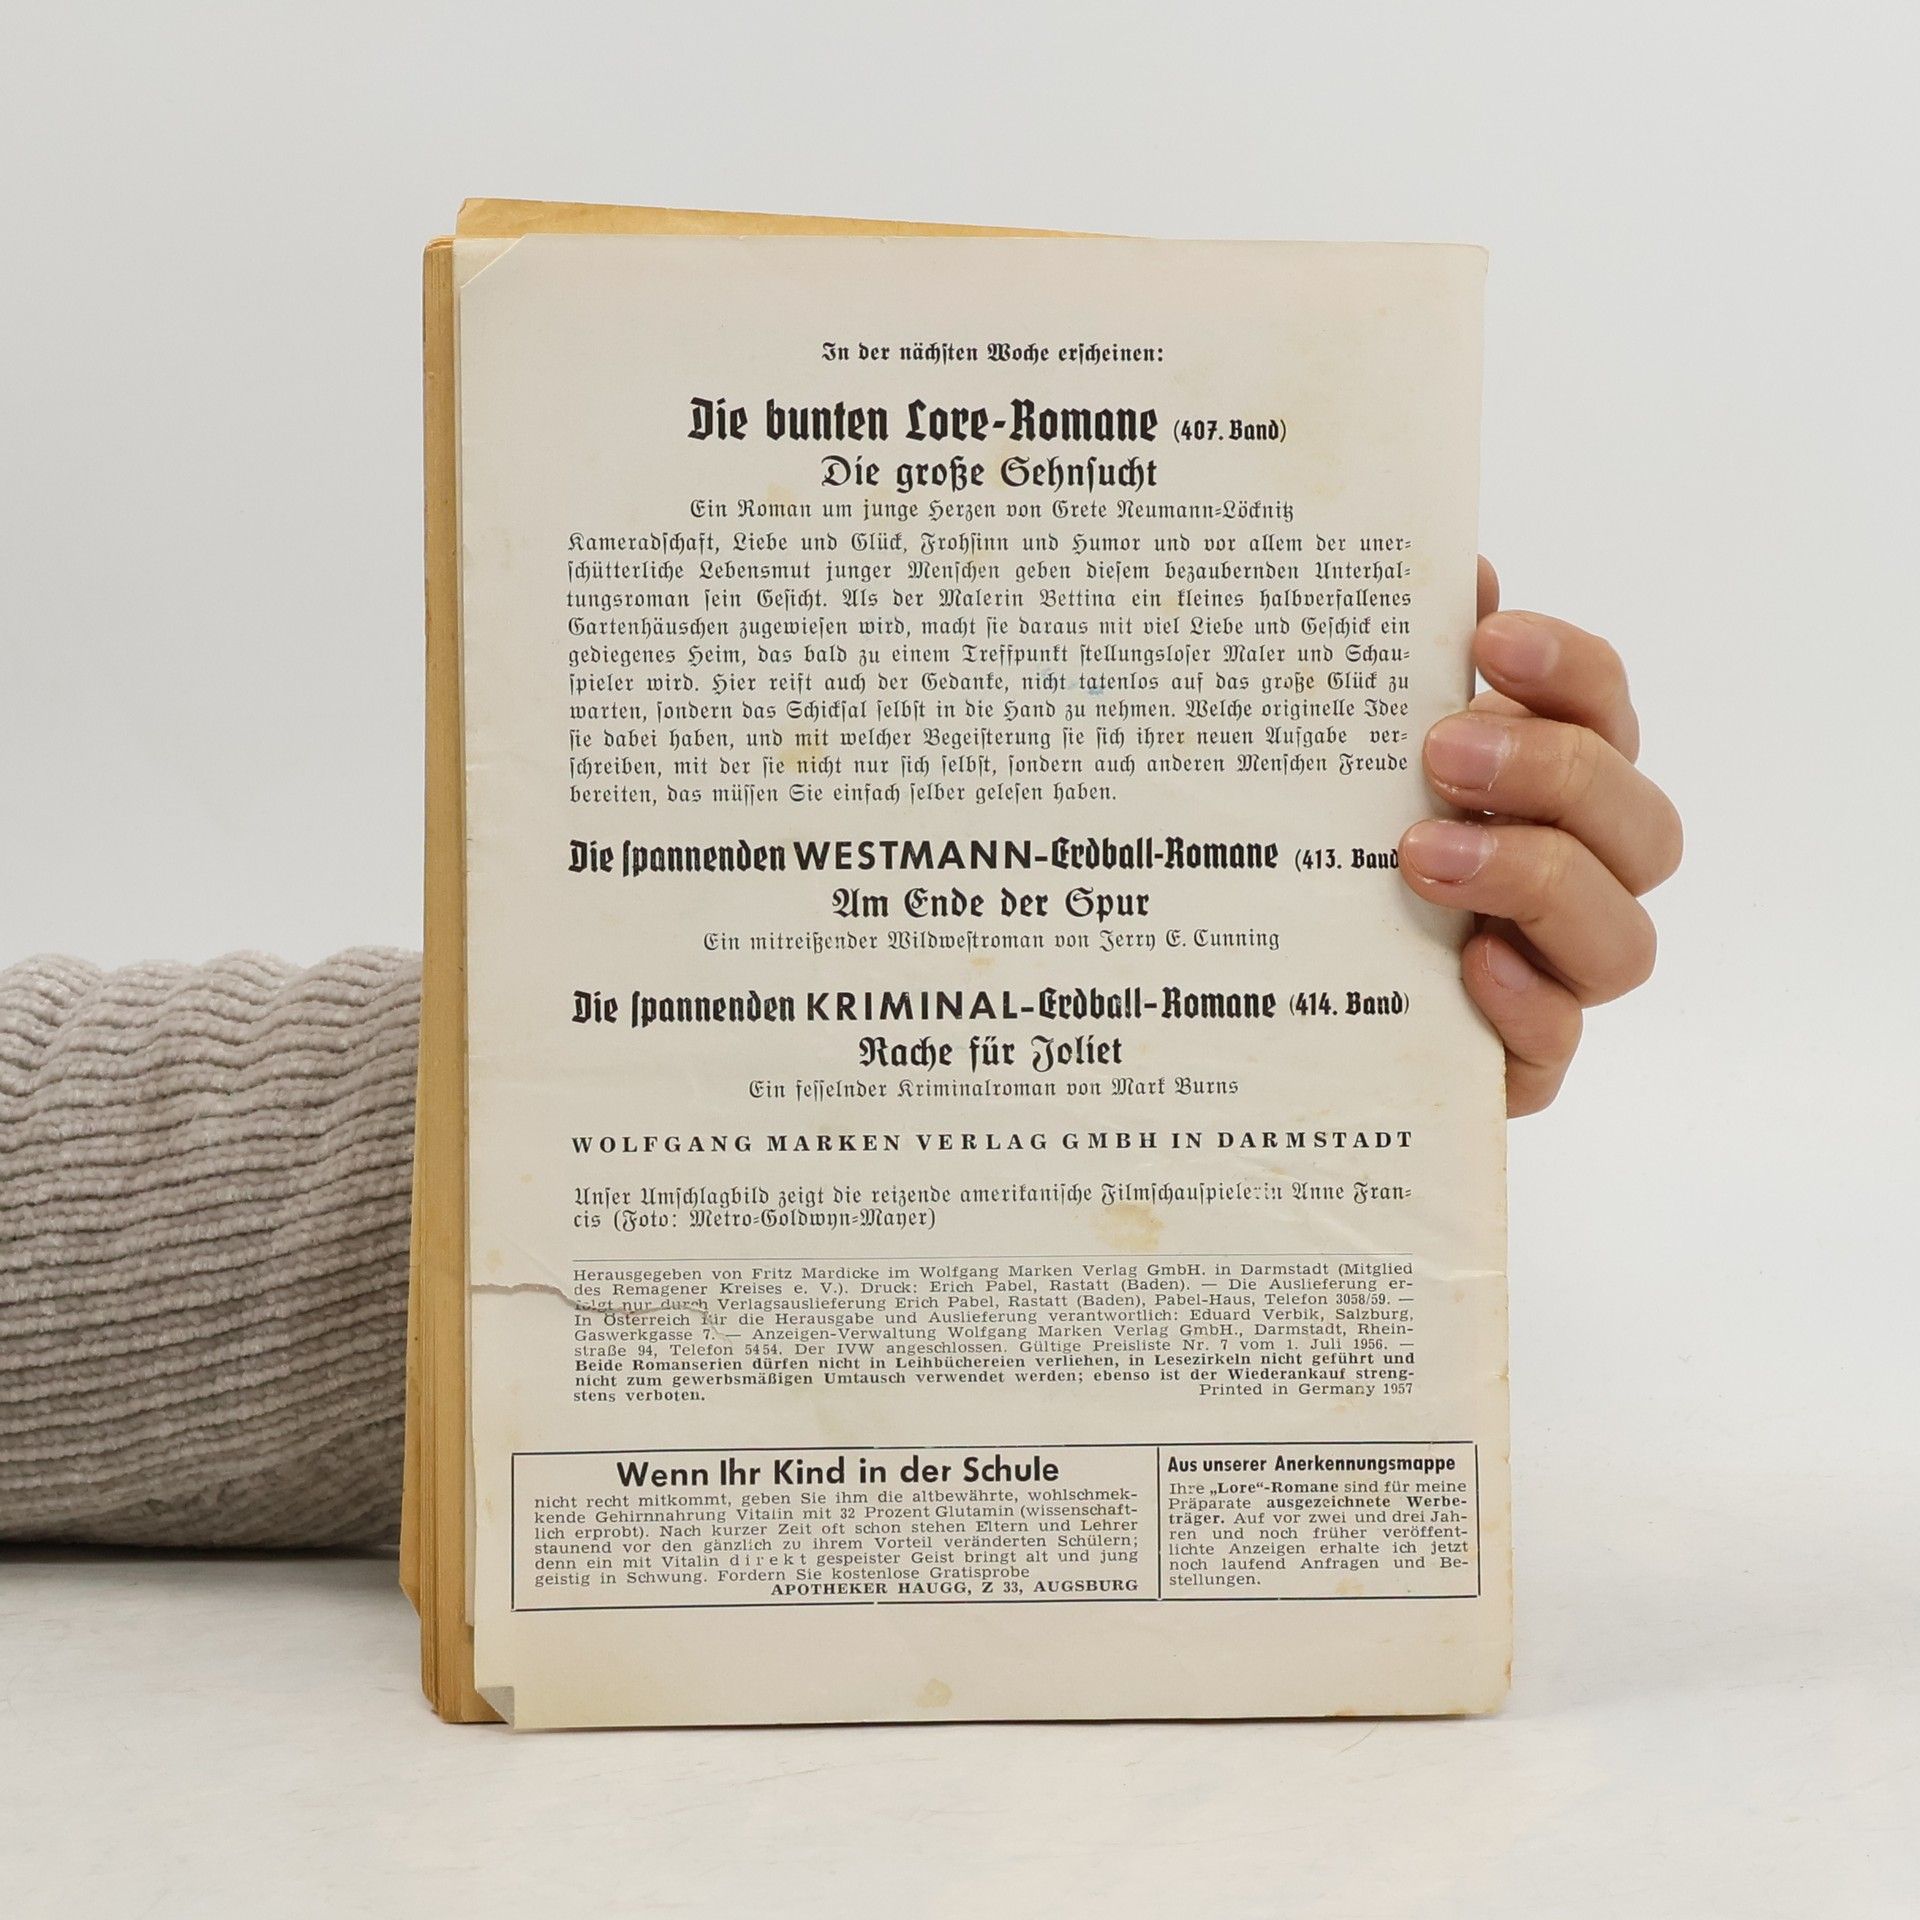 In der nächsten Woche erscheinen:
Die bunten Lore-Romane (407. Band)
Die große Sehnsucht
Ein Roman um junge Herzen von Grete Neumann-Löcknitz
Kameradschaft, Liebe und Glück, Frohsinn und Humor und vor allem der uner-
schütterliche Lebensmut junger Menschen geben diesem bezaubernden Unterhal-
tungsroman sein Gesicht. Als der Malerin Bettina ein kleines halbverfallenes
Gartenhäuschen zugewiesen wird, macht sie daraus mit viel Liebe und Geschick ein
gediegenes Heim, das bald zu einem Treffpunkt stellungsloser Maler und Schau-
spieler wird. Hier reift auch der Gedanke, nicht tatenlos auf das große Glück zu
warten, sondern das Schicksal selbst in die Hand zu nehmen. Welche originelle Idee
sie dabei haben, und mit welcher Begeisterung sie sich ihrer neuen Aufgabe ver-
schreiben, mit der sie nicht nur sich selbst, sondern auch anderen Menschen Freude
bereiten, das müssen Sie einfach selber gelesen haben.
Die spannenden WESTMANN-Erdball-Romane (413. Band
Am Ende der Spur
Ein mitreißender Wildwestroman von Jerry E. Cunning
Die spannenden KRIMINAL-Erdball-Romane (414. Band)
Rache für Joliet
Ein fesselnder Kriminalroman von Mark Burns
WOLFGANG MARKEN VERLAG GMBH IN DARMSTADT
Unser Umschlagbild zeigt die reizende amerikanische Filmschauspielerin Anne Fran-
cis (Foto: Metro-Goldwyn-Mayer)
Herausgegeben von Fritz Mardicke im Wolfgang Marken Verlag GmbH. in Darmstadt (Mitglied
des Remagener Kreises e. V.). Druck: Erich Pabel, Rastatt (Baden). — Die Auslieferung er-
folgt nur durch Verlagsauslieferung Erich Pabel, Rastatt (Baden), Pabel-Haus, Telefon 3058/59. —
In Österreich für die Herausgabe und Auslieferung verantwortlich: Eduard Verbik, Salzburg,
Gaswerkgasse 7. — Anzeigen-Verwaltung Wolfgang Marken Verlag GmbH., Darmstadt, Rhein-
straße 94, Telefon 5454. Der IVW angeschlossen. Gültige Preisliste Nr. 7 vom 1. Juli 1956. —
Beide Romanserien dürfen nicht in Leihbüchereien verliehen, in Lesezirkeln nicht geführt und
nicht zum gewerbsmäßigen Umtausch verwendet werden; ebenso ist der Wiederankauf streng-
stens verboten. Printed in Germany 1957
Wenn Ihr Kind in der Schule
nicht recht mitkommt, geben Sie ihm die altbewährte, wohlschmek-
kende Gehirnnahrung Vitalin mit 32 Prozent Glutamin (wissenschaft-
lich erprobt). Nach kurzer Zeit oft schon stehen Eltern und Lehrer
staunend vor den gänzlich zu ihrem Vorteil veränderten Schülern;
denn ein mit Vitalin direkt gespeister Geist bringt alt und jung
geistig in Schwung. Fordern Sie kostenlose Gratisprobe
APOTHEKER HAUGG, Z 33, AUGSBURG
Aus unserer Anerkennungsmappe
Ihre „Lore“-Romane sind für meine
Präparate ausgezeichnete Werbe-
träger. Auf vor zwei und drei Jah-
ren und noch früher veröffent-
lichte Anzeigen erhalte ich jetzt
noch laufend Anfragen und Be-
stellungen.